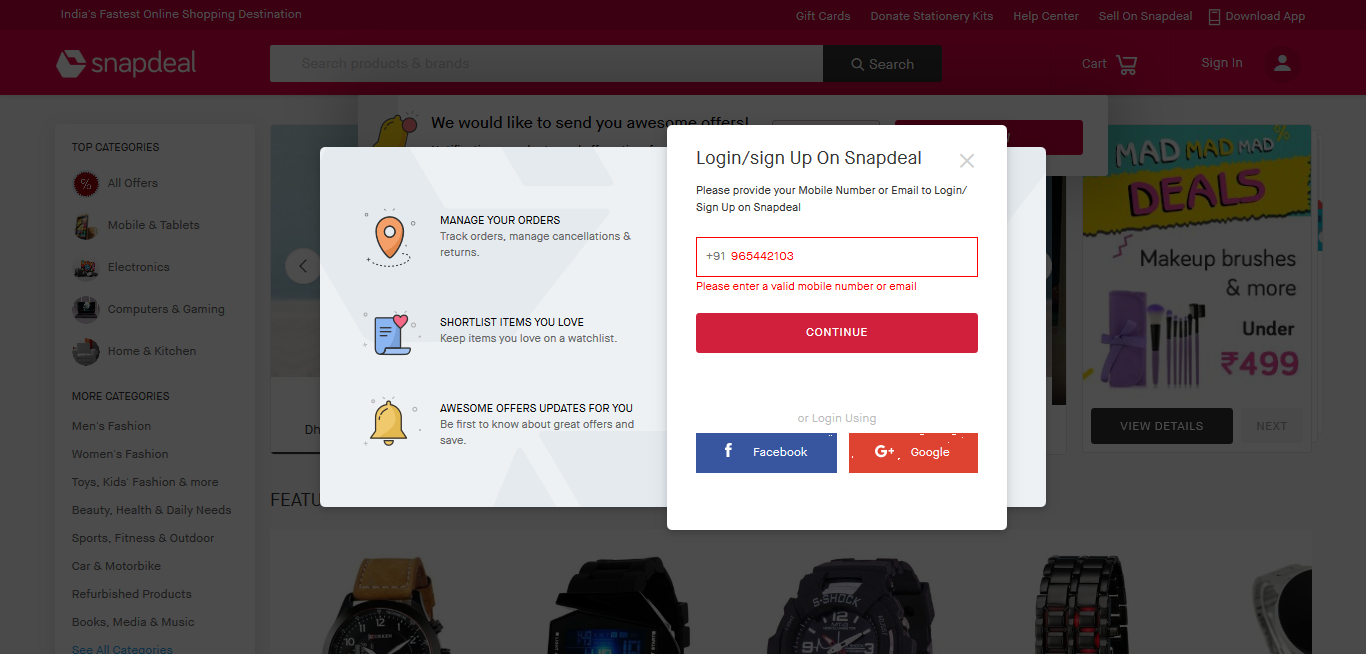 India's Fastest Online Shopping Destination
Gift Cards
Donate Stationery Kits
Help Center
Sell On Snapdeal
Download App
snapdeal
Search products & brands
Search
Cart
Sign In
We would like to send you awesome offers!
TOP CATEGORIES
All Offers
Mobile & Tablets
Electronics
Computers & Gaming
Home & Kitchen
MORE CATEGORIES
Men's Fashion
Women's Fashion
Toys, Kids' Fashion & more
Beauty, Health & Daily Needs
Sports, Fitness & Outdoor
Car & Motorbike
Refurbished Products
Books, Media & Music
See All Categories
MANAGE YOUR ORDERS
Track orders, manage cancellations &
returns.
SHORTLIST ITEMS YOU LOVE
Keep items you love on a watchlist.
AWESOME OFFERS UPDATES FOR YOU
Be first to know about great offers and
save.
Login/sign Up On Snapdeal
Please provide your Mobile Number or Email to Login/
Sign Up on Snapdeal
+91 965442103
Please enter a valid mobile number or email
CONTINUE
or Login Using
f Facebook
G+ Google
MAD MAD MAD %
DEALS
Makeup brushes
& more
Under
₹499
VIEW DETAILS
NEXT
Dh
FEATU
S-SHOCK